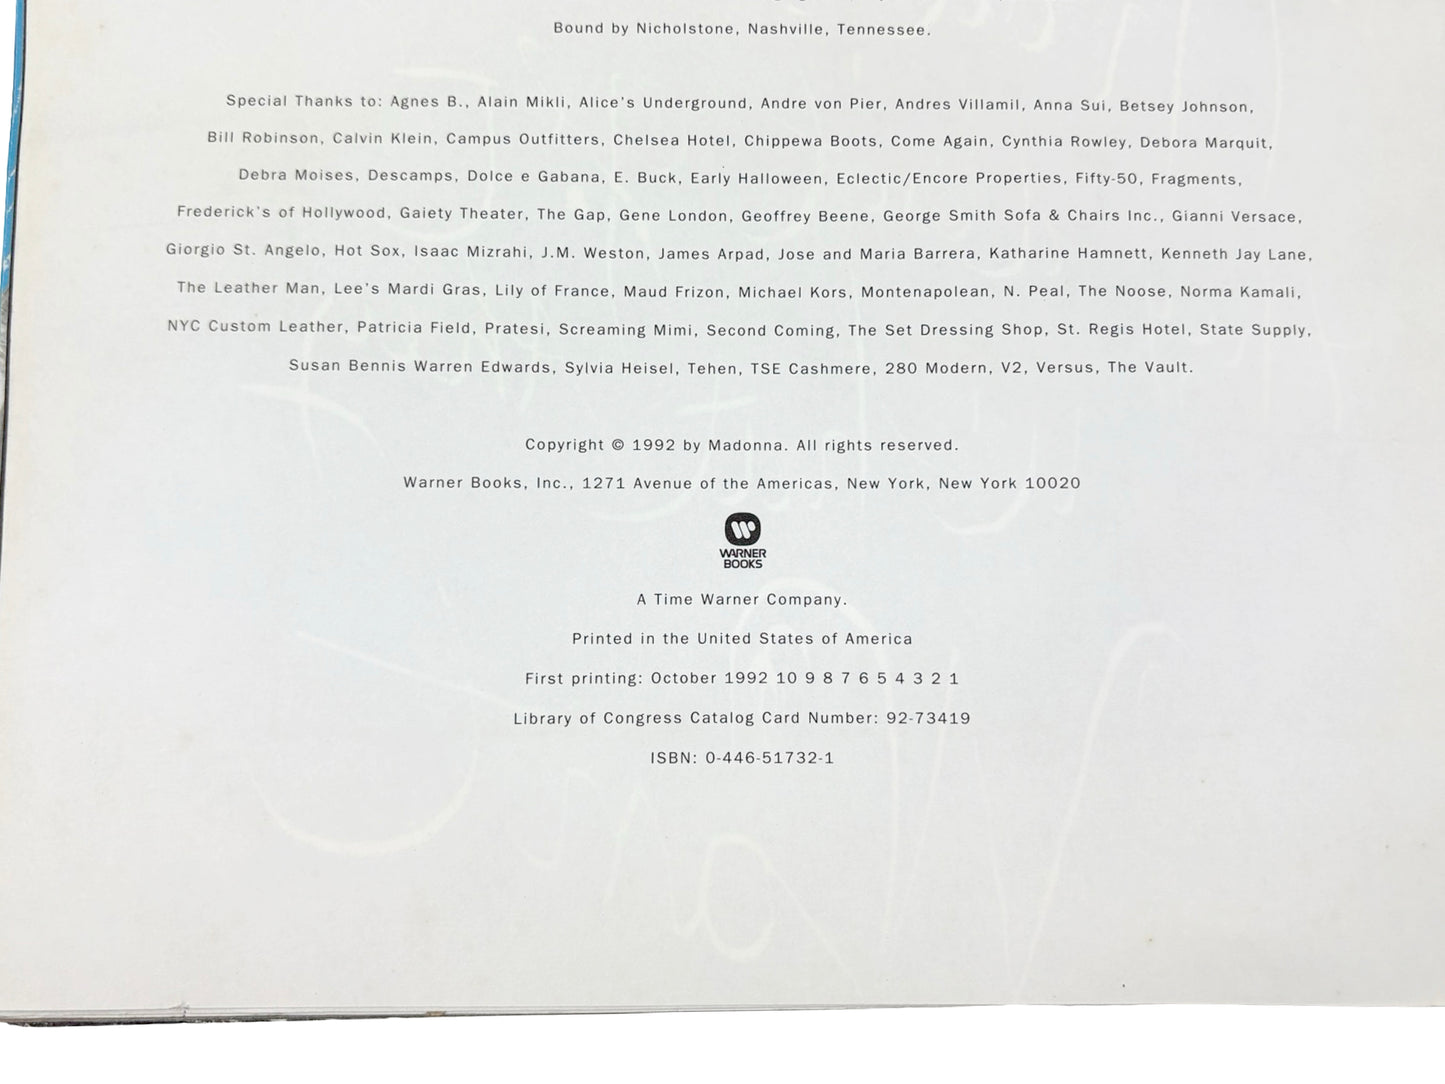 Bound by Nicholstone, Nashville, Tennessee.
Special Thanks to: Agnes B., Alain Mikli, Alice's Underground, Andre von Pier, Andres Villamil, Anna Sui, Betsey Johnson,
Bill Robinson, Calvin Klein, Campus Outfitters, Chelsea Hotel, Chippewa Boots, Come Again, Cynthia Rowley, Debora Marquit,
Debra Moises, Descamps, Dolce e Gabana, E. Buck, Early Halloween, Eclectic/Encore Properties, Fifty-50, Fragments,
Frederick's of Hollywood, Gaiety Theater, The Gap, Gene London, Geoffrey Beene, George Smith Sofa & Chairs Inc., Gianni Versace,
Giorgio St. Angelo, Hot Sox, Isaac Mizrahi, J.M. Weston, James Arpad, Jose and Maria Barrera, Katharine Hamnett, Kenneth Jay Lane,
The Leather Man, Lee's Mardi Gras, Lily of France, Maud Frizon, Michael Kors, Montenapolean, N. Peal, The Noose, Norma Kamali,
NYC Custom Leather, Patricia Field, Pratesi, Screaming Mimi, Second Coming, The Set Dressing Shop, St. Regis Hotel, State Supply,
Susan Bennis Warren Edwards, Sylvia Heisel, Tehen, TSE Cashmere, 280 Modern, V2, Versus, The Vault.
Copyright © 1992 by Madonna. All rights reserved.
Warner Books, Inc., 1271 Avenue of the Americas, New York, New York 10020
WARNER
BOOKS
A Time Warner Company.
Printed in the United States of America
First printing: October 1992 10 9 8 7 6 5 4 3 2 1
Library of Congress Catalog Card Number: 92-73419
ISBN: 0-446-51732-1